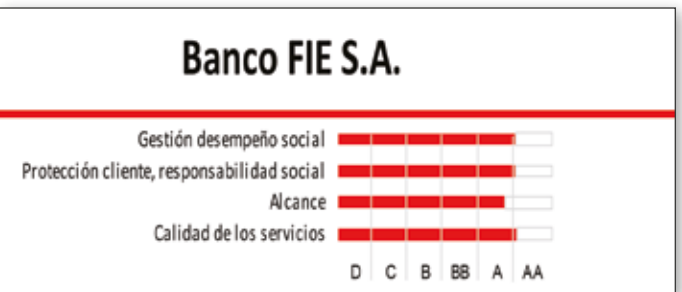 Banco FIE S.A.
Gestión desempeño social
Protección cliente, responsabilidad social
Alcance
Calidad de los servicios
D C B BB A AA